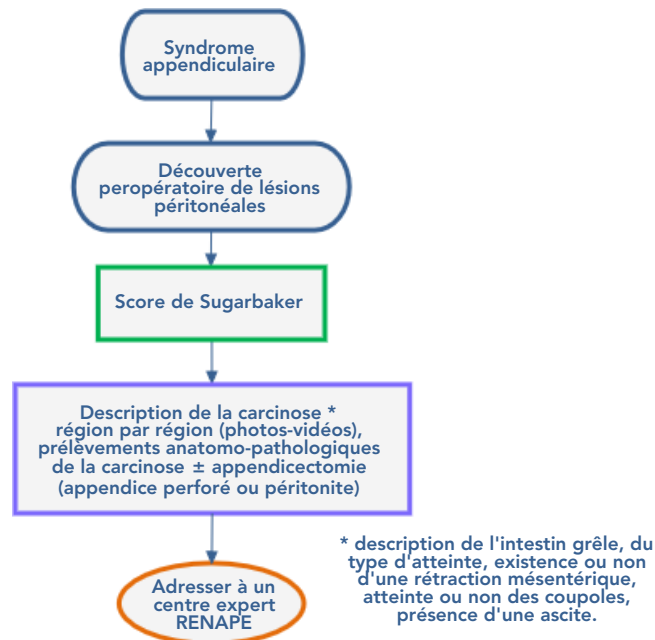 Syndrome
appendiculaire
Découverte
peropératoire de lésions
péritonéales
Score de Sugarbaker
Description de la carcinose *
région par région (photos-vidéos),
prélèvements anatomo-pathologiques
de la carcinose ± appendicectomie
(appendice perforé ou péritonite)
* description de l'intestin grêle, du
type d'atteinte, existence ou non
d'une rétraction mésentérique,
atteinte ou non des coupoles,
présence d'une ascite.
Adresser à un
centre expert
RENAPE